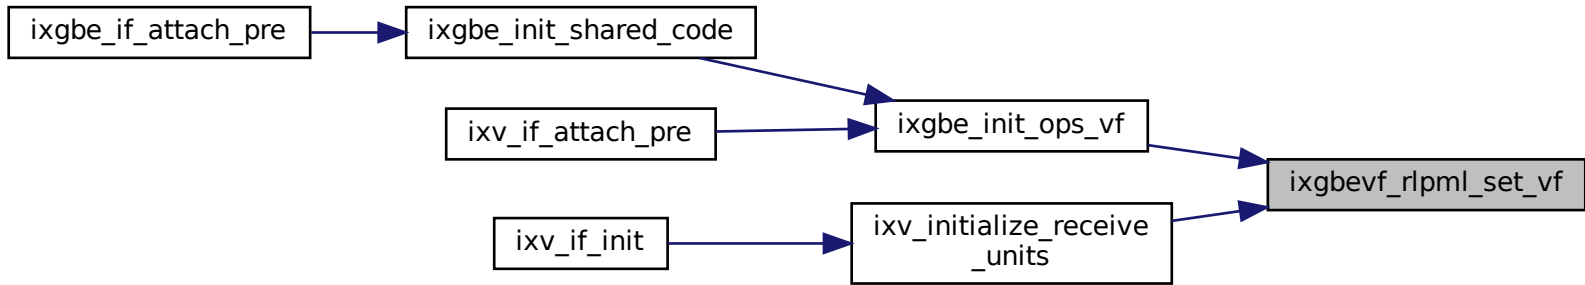 ixgbe_if_attach_pre
ixgbe_init_shared_code
ixv_if_attach_pre
ixgbe_init_ops_vf
ixgbevf_rlpml_set_vf
ixv_if_init
ixv_initialize_receive
_units